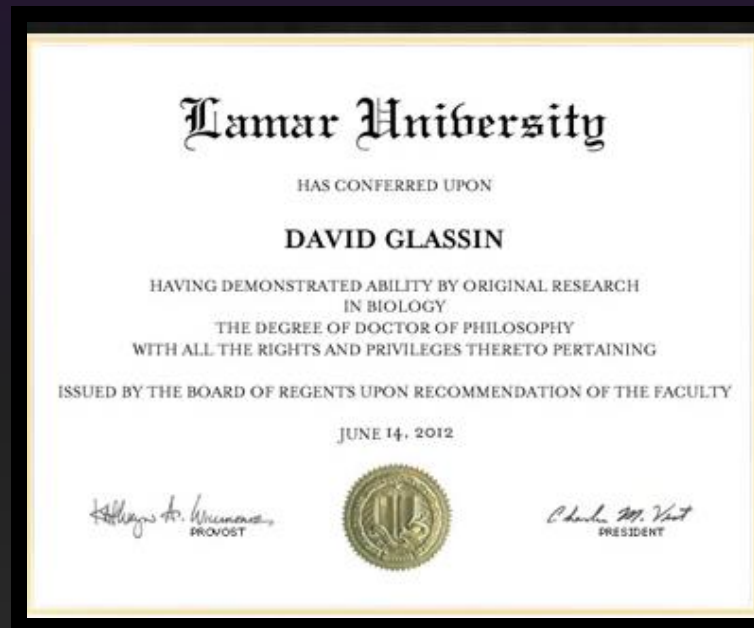 Lamar University
HAS CONFERRED UPON
DAVID GLASSIN
HAVING DEMONSTRATED ABILITY BY ORIGINAL RESEARCH
IN BIOLOGY
THE DEGREE OF DOCTOR OF PHILOSOPHY
WITH ALL THE RIGHTS AND PRIVILEGES THERETO PERTAINING
ISSUED BY THE BOARD OF REGENTS UPON RECOMMENDATION OF THE FACULTY
JUNE 14, 2012
Charles M. Vest
PROVOST
PRESIDENT